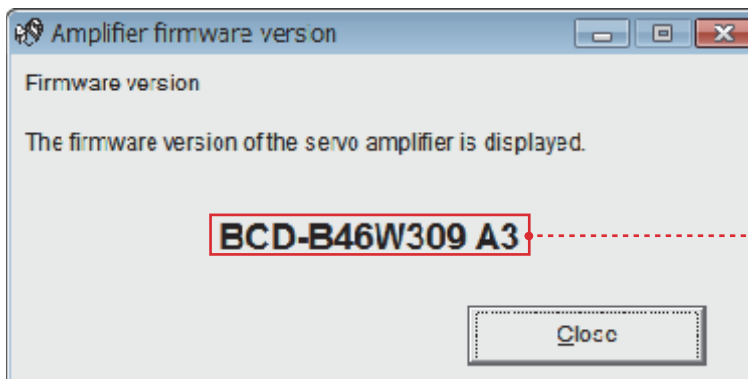 Amplifier firmware version
Firmware version
The firmware version of the servo amplifier is displayed.
BCD-B46W309 A3
Close